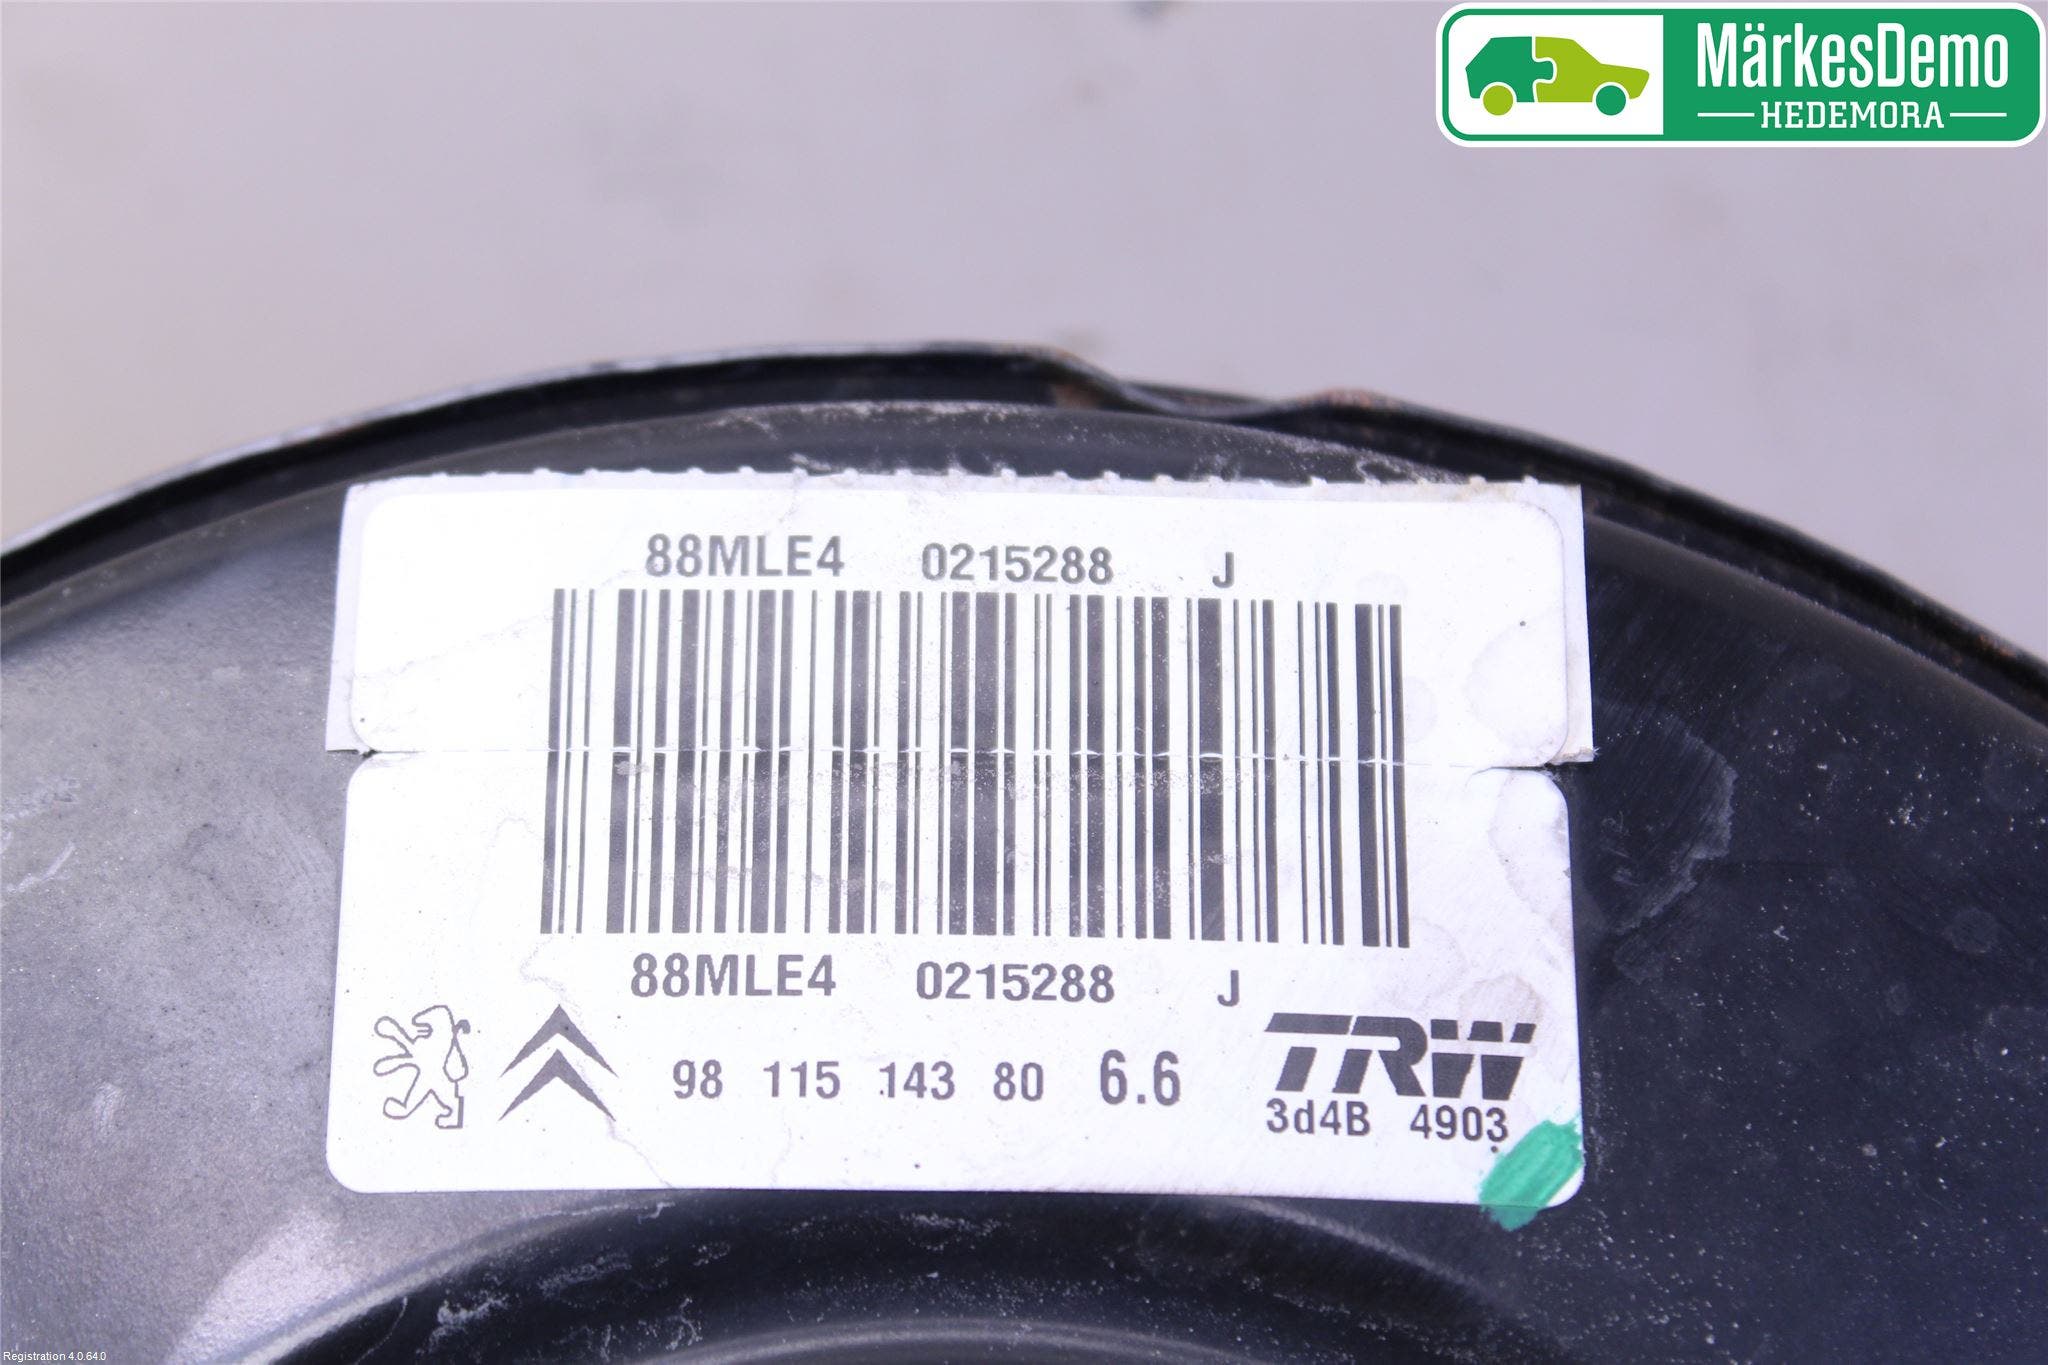 MärkesDemo
HEDEMORA
88MLE4 0215288 J
88MLE4 0215288 J
98 115 143 80 6.6
TRW
3d4B 4903
Registration 4.0.64.0